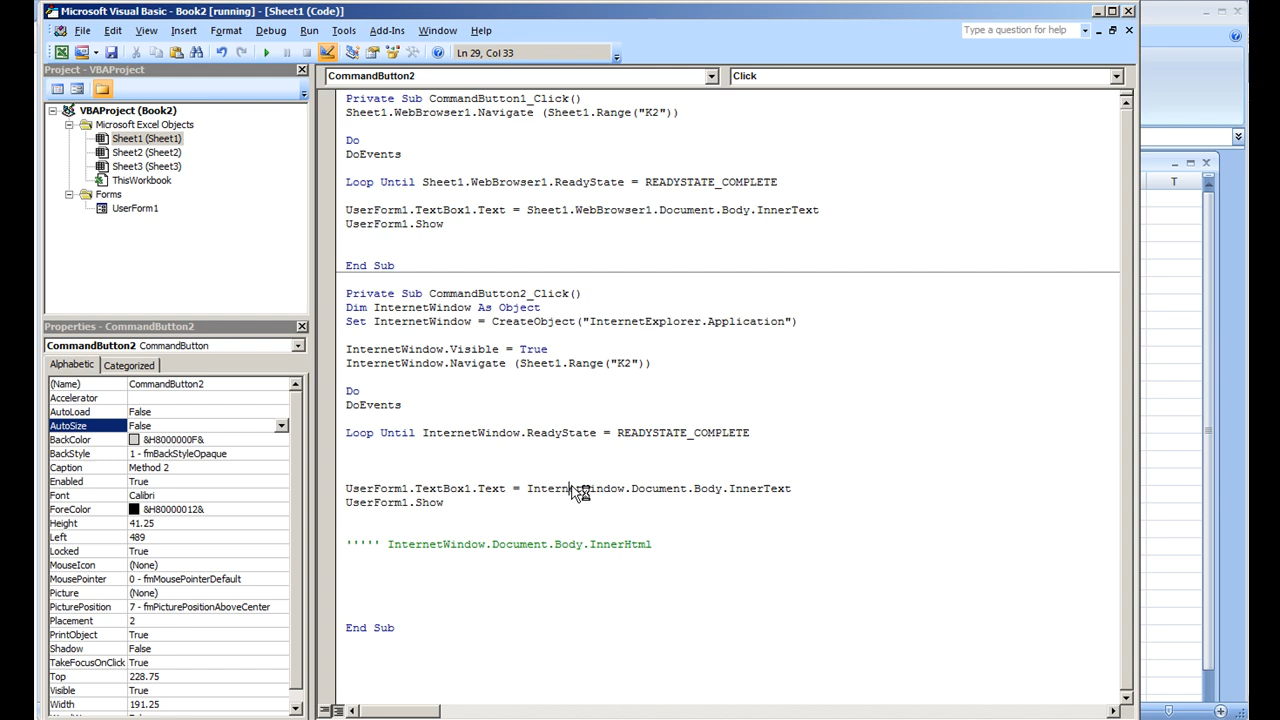 Microsoft Visual Basic - Book2 [running] - [Sheet1 (Code)]
File Edit View Insert Format Debug Run Tools Add-Ins Window Help
Type a question for help
Ln 29, Col 33
Project - VBAProject
CommandButton2
Click
VBAProject (Book2)
Microsoft Excel Objects
Sheet1 (Sheet1)
Sheet2 (Sheet2)
Sheet3 (Sheet3)
ThisWorkbook
Forms
UserForm1
Properties - CommandButton2
CommandButton2 CommandButton
Alphabetic Categorized
(Name) CommandButton2
Accelerator
AutoLoad False
AutoSize False
BackColor &H8000000F&
BackStyle 1 - fmBackStyleOpaque
Caption Method 2
Enabled True
Font Calibri
ForeColor &H80000012&
Height 41.25
Left 489
Locked True
MouseIcon (None)
MousePointer 0 - fmMousePointerDefault
Picture (None)
PicturePosition 7 - fmPicturePositionAboveCenter
Placement 2
PrintObject True
Shadow False
TakeFocusOnClick True
Top 228.75
Visible True
Width 191.25
Private Sub CommandButton1_Click()
Sheet1.WebBrowser1.Navigate (Sheet1.Range("K2"))
Do
DoEvents
Loop Until Sheet1.WebBrowser1.ReadyState = READYSTATE_COMPLETE
UserForm1.TextBox1.Text = Sheet1.WebBrowser1.Document.Body.InnerText
UserForm1.Show
End Sub
Private Sub CommandButton2_Click()
Dim InternetWindow As Object
Set InternetWindow = CreateObject("InternetExplorer.Application")
InternetWindow.Visible = True
InternetWindow.Navigate (Sheet1.Range("K2"))
Do
DoEvents
Loop Until InternetWindow.ReadyState = READYSTATE_COMPLETE
UserForm1.TextBox1.Text = InternetWindow.Document.Body.InnerText
UserForm1.Show
''''' InternetWindow.Document.Body.InnerHtml
End Sub
T